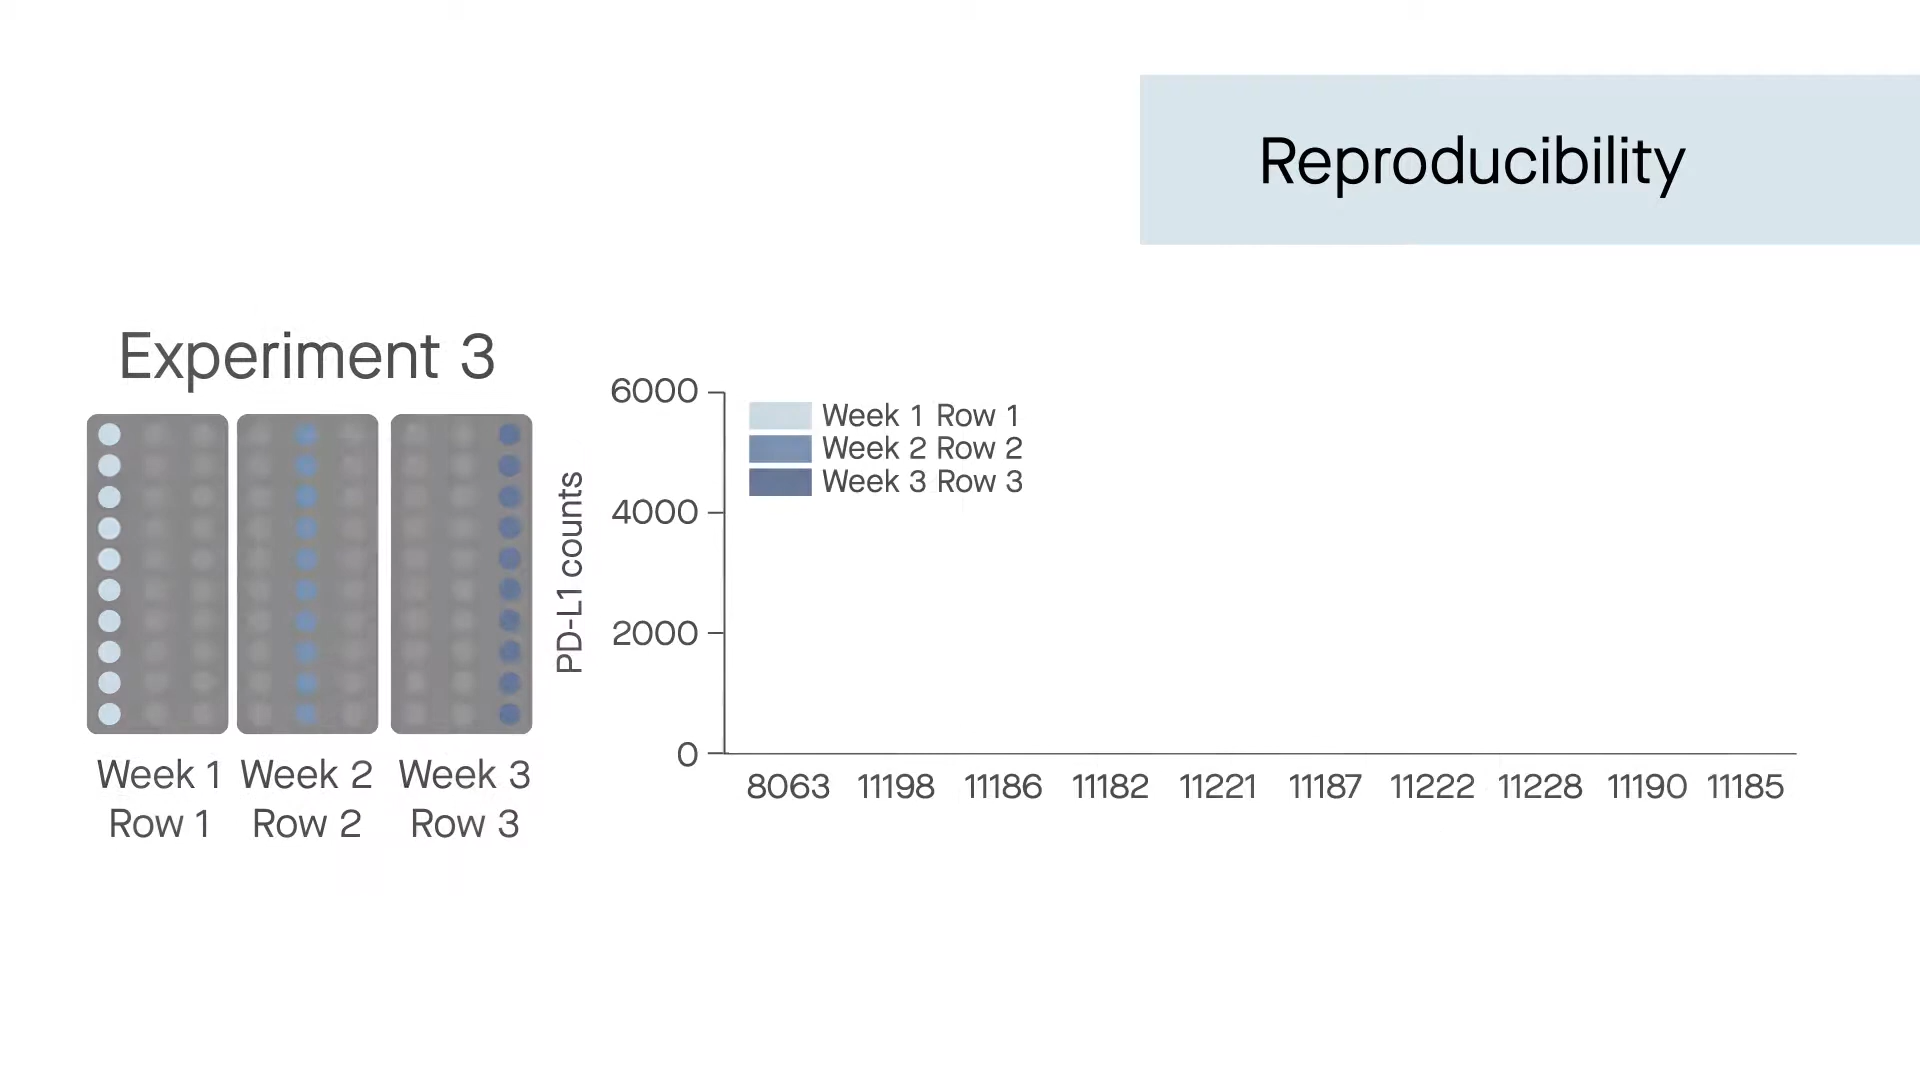 Reproducibility
Experiment 3
Week 1 Row 1
Week 2 Row 2
Week 3 Row 3
PD-L1 counts
6000
4000
2000
0
Week 1 Row 1
Week 2 Row 2
Week 3 Row 3
8063 11198 11186 11182 11221 11187 11222 11228 11190 11185